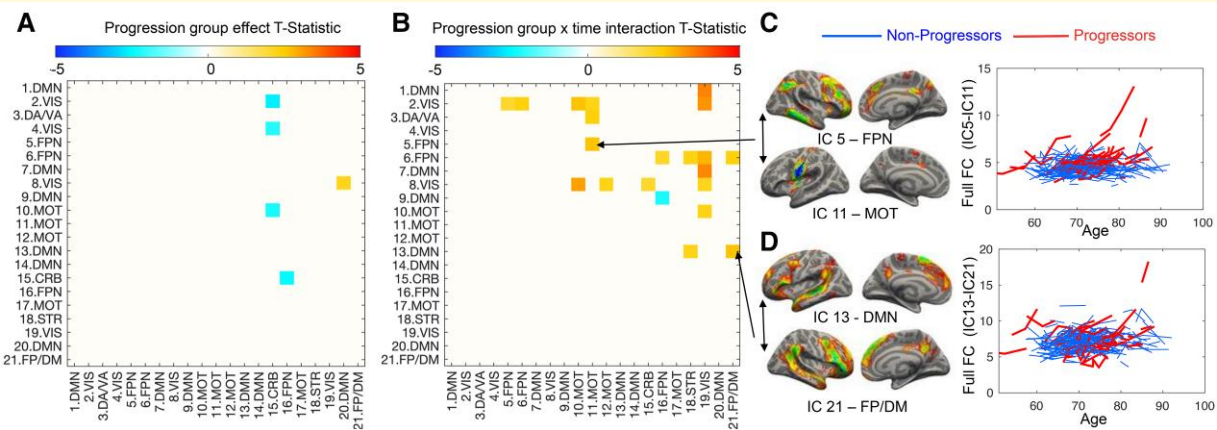 A
Progression group effect T-Statistic
-5
0
5
1.DMN
2.VIS
3.DA/VA
4.VIS
5.FPN
6.FPN
7.DMN
8.VIS
9.DMN
10.MOT
11.MOT
12.MOT
13.DMN
14.DMN
15.CRB
16.FPN
17.MOT
18.STR
19.VIS
20.DMN
21.FP/DM
1.DMN
2.VIS
3.DA/VA
4.VIS
5.FPN
6.FPN
7.DMN
8.VIS
9.DMN
10.MOT
11.MOT
12.MOT
13.DMN
14.DMN
15.CRB
16.FPN
17.MOT
18.STR
19.VIS
20.DMN
21.FP/DM
B
Progression group x time interaction T-Statistic
-5
0
5
1.DMN
2.VIS
3.DA/VA
4.VIS
5.FPN
6.FPN
7.DMN
8.VIS
9.DMN
10.MOT
11.MOT
12.MOT
13.DMN
14.DMN
15.CRB
16.FPN
17.MOT
18.STR
19.VIS
20.DMN
21.FP/DM
1.DMN
2.VIS
3.DA/VA
4.VIS
5.FPN
6.FPN
7.DMN
8.VIS
9.DMN
10.MOT
11.MOT
12.MOT
13.DMN
14.DMN
15.CRB
16.FPN
17.MOT
18.STR
19.VIS
20.DMN
21.FP/DM
C
Non-Progressors
Progressors
IC 5 – FPN
IC 11 – MOT
Full FC (IC5-IC11)
15
10
5
0
60
70
80
90
100
Age
D
IC 13 - DMN
IC 21 – FP/DM
Full FC (IC13-IC21)
20
15
10
5
0
60
70
80
90
100
Age